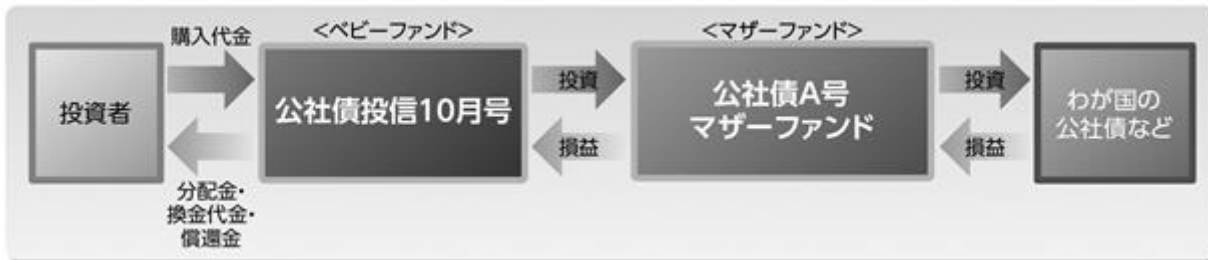 購入代金
<ベビーファンド>
<マザーファンド>
投資者
公社債投信10月号
投資
損益
公社債A号
マザーファンド
投資
損益
わが国の
公社債など
分配金・
換金代金・
償還金